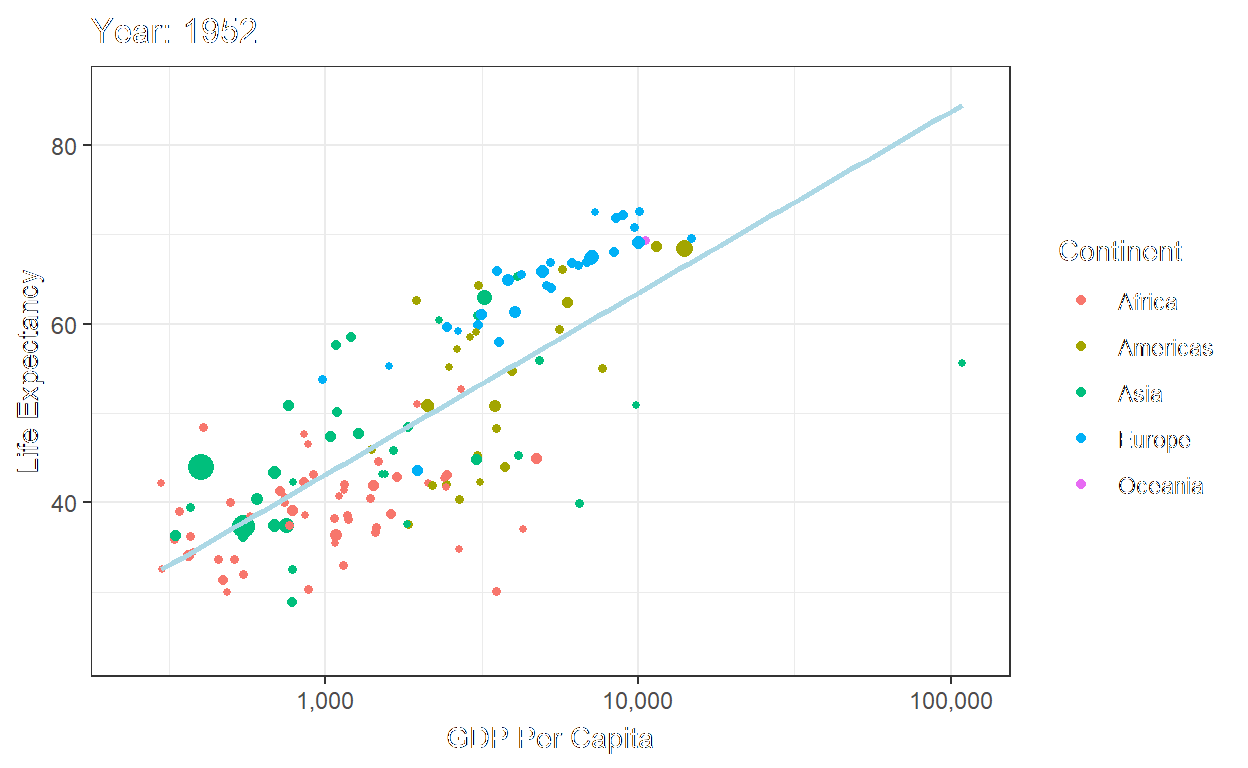 Year: 1952
80
60
40
Life Expectancy
1,000
10,000
100,000
GDP Per Capita
Continent
Africa
Americas
Asia
Europe
Oceania